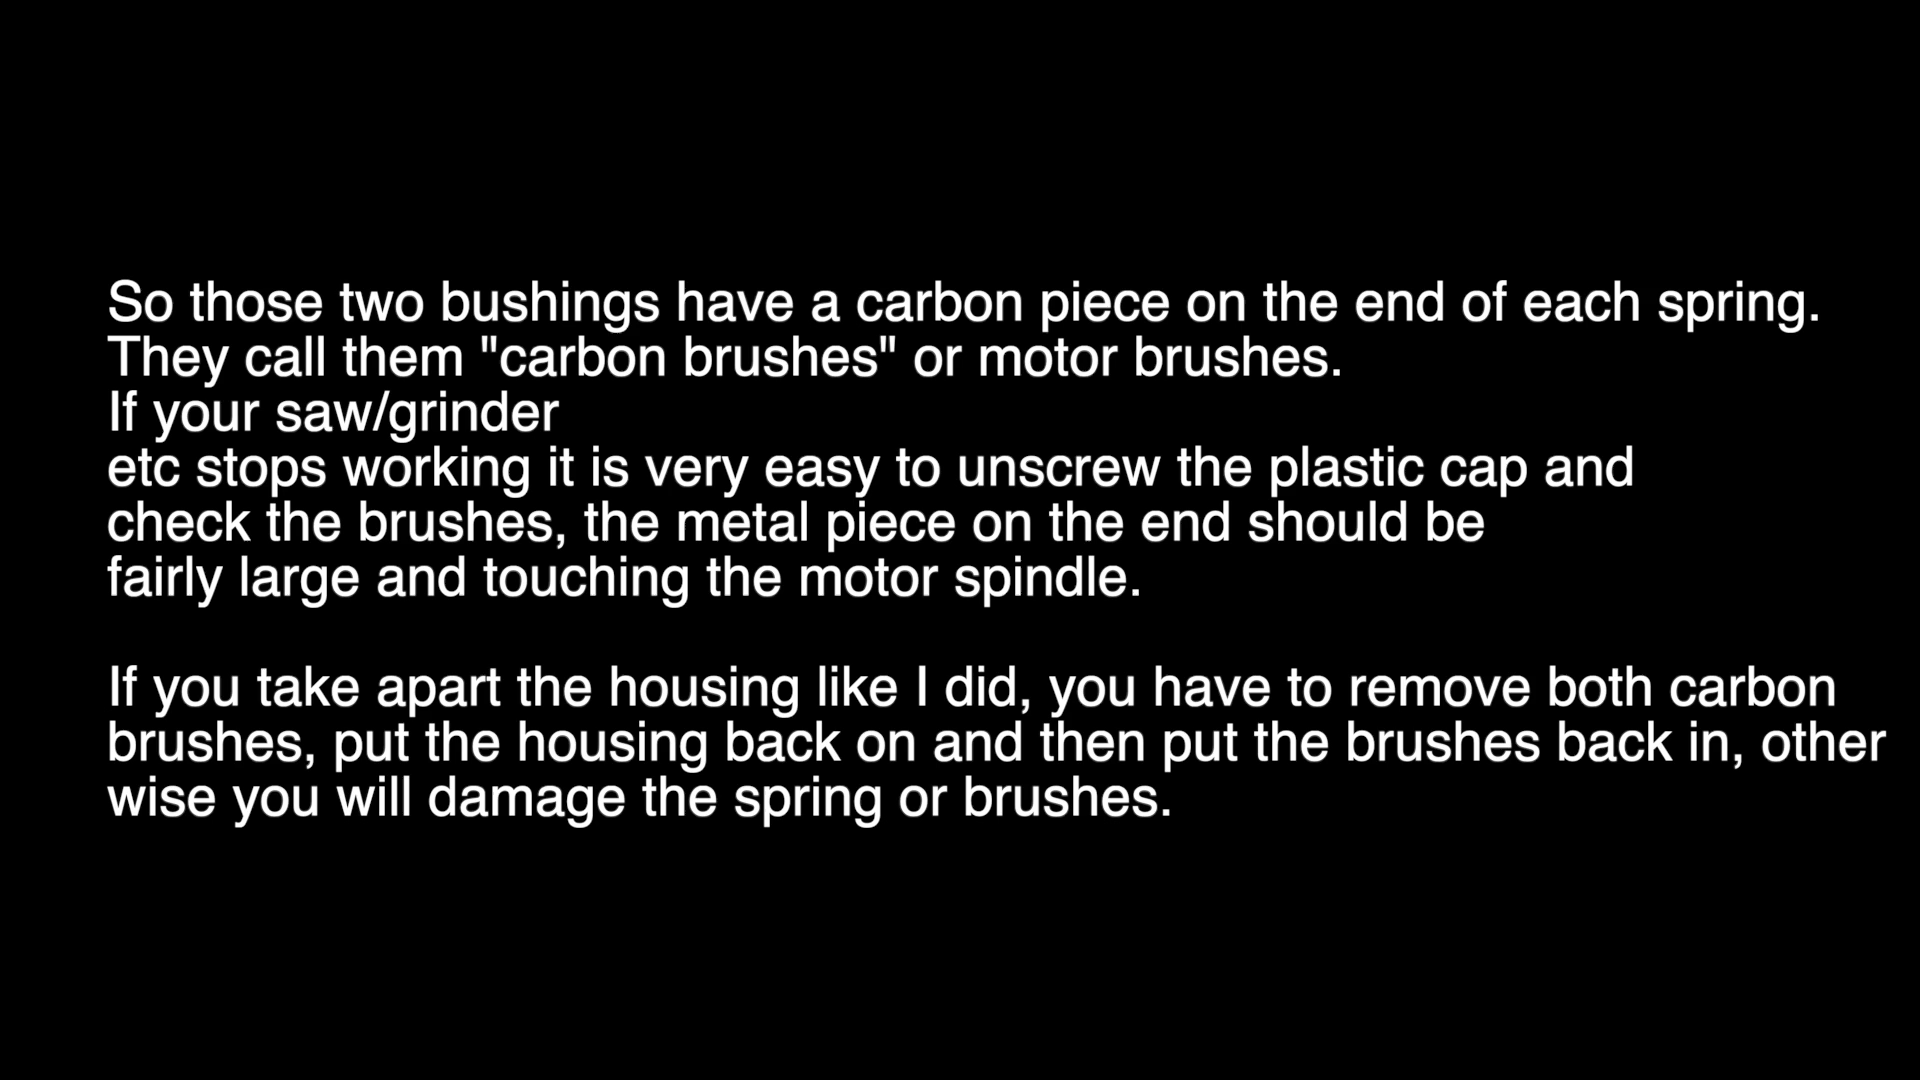 So those two bushings have a carbon piece on the end of each spring.
They call them "carbon brushes" or motor brushes.
If your saw/grinder
etc stops working it is very easy to unscrew the plastic cap and
check the brushes, the metal piece on the end should be
fairly large and touching the motor spindle.
If you take apart the housing like I did, you have to remove both carbon
brushes, put the housing back on and then put the brushes back in, other
wise you will damage the spring or brushes.